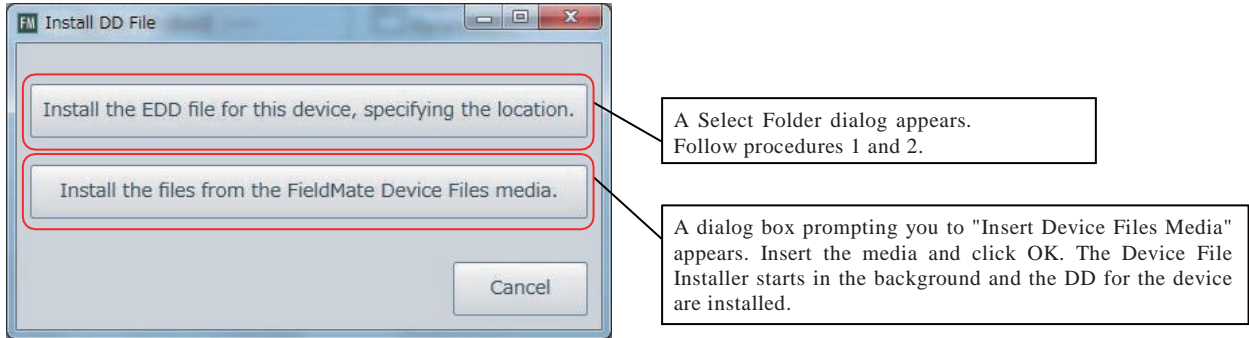 FM Install DD File
Install the EDD file for this device, specifying the location.
A Select Folder dialog appears.
Follow procedures 1 and 2.
Install the files from the FieldMate Device Files media.
A dialog box prompting you to "Insert Device Files Media"
appears. Insert the media and click OK. The Device File
Installer starts in the background and the DD for the device
are installed.
Cancel